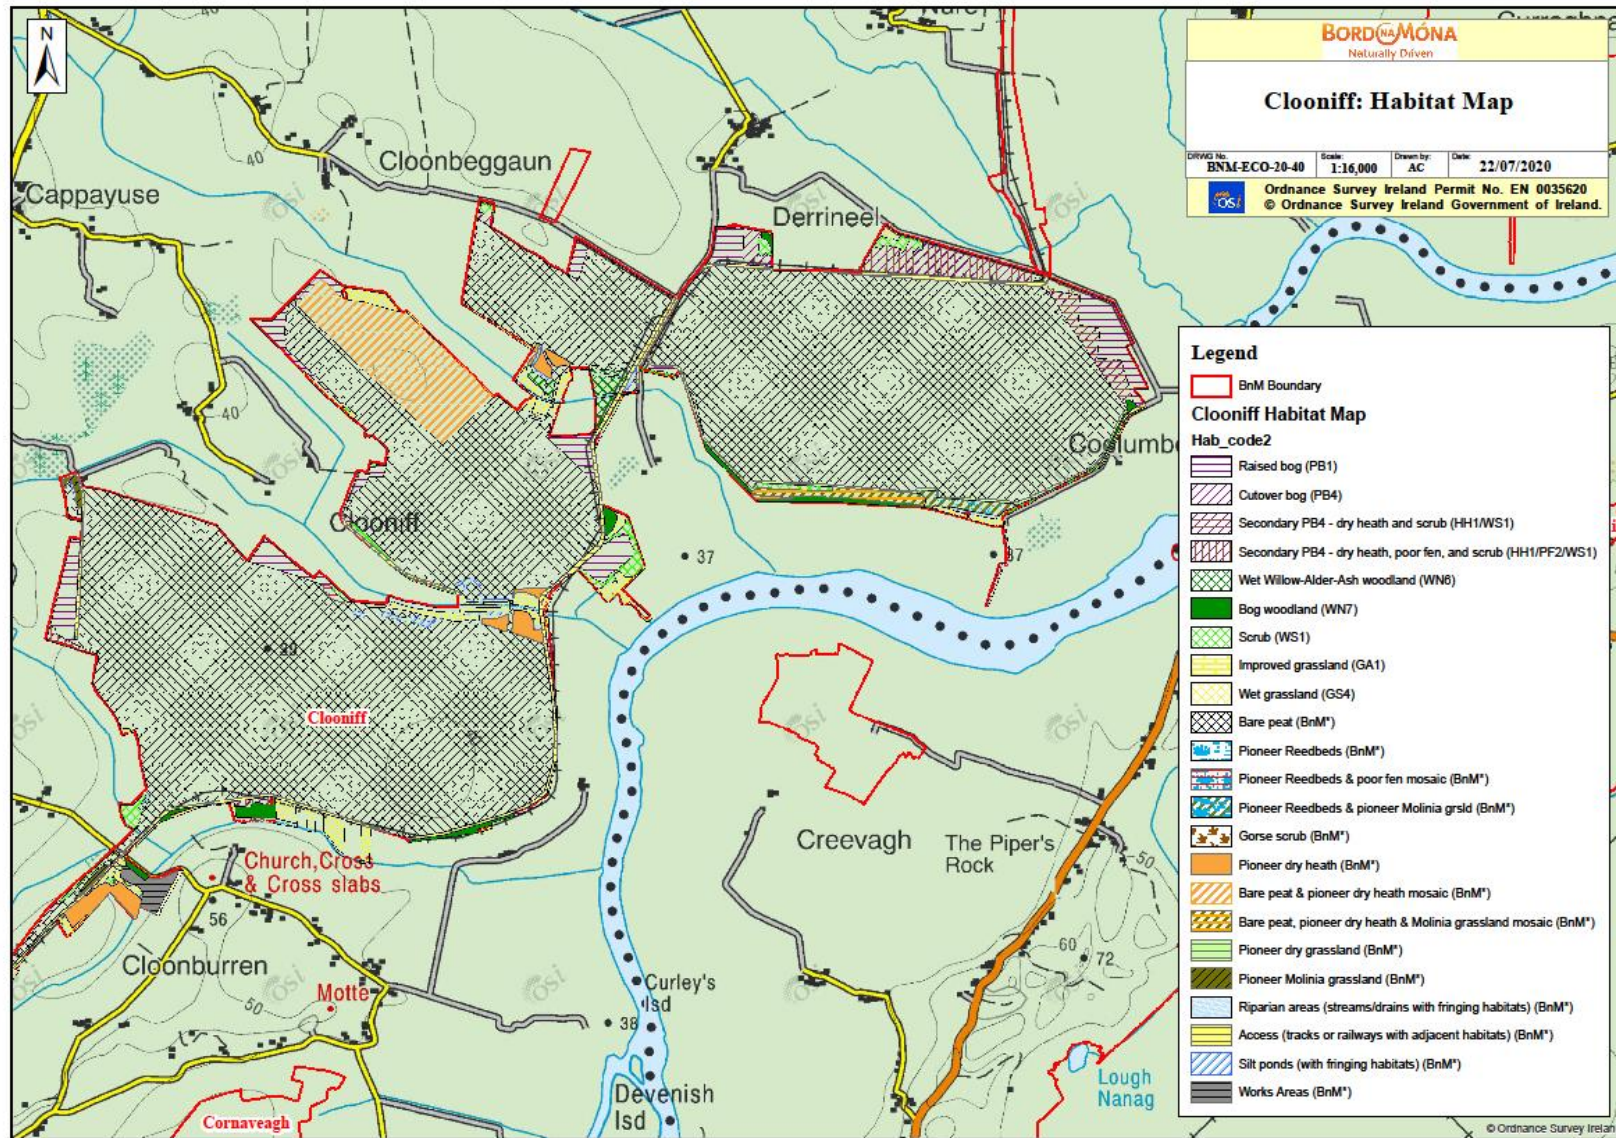 N
Cloonbeggaun
40
40
Cappayuse
Derrineel
40
Clooniff
Coolumbe
37
37
39
Clooniff
Church,Cross
& Cross slabs
56
Cloonburren
50
Motte
Cornaveagh
Creevagh
The Piper's
Rock
50
60
72
Curley's
Isd
38
Devenish
Isd
Lough
Nanag
BORD NA MÓNA
Naturally Driven
Clooniff: Habitat Map
DRWG No. Scale: Drawn by: Date:
BNM-ECO-20-40 1:16,000 AC 22/07/2020
OSi
Ordnance Survey Ireland Permit No. EN 0035620
© Ordnance Survey Ireland Government of Ireland.
Legend
BnM Boundary
Clooniff Habitat Map
Hab_code2
Raised bog (PB1)
Cutover bog (PB4)
Secondary PB4 - dry heath and scrub (HH1/WS1)
Secondary PB4 - dry heath, poor fen, and scrub (HH1/PF2/WS1)
Wet Willow-Alder-Ash woodland (WN6)
Bog woodland (WN7)
Scrub (WS1)
Improved grassland (GA1)
Wet grassland (GS4)
Bare peat (BnM*)
Pioneer Reedbeds (BnM*)
Pioneer Reedbeds & poor fen mosaic (BnM*)
Pioneer Reedbeds & pioneer Molinia grsld (BnM*)
Gorse scrub (BnM*)
Pioneer dry heath (BnM*)
Bare peat & pioneer dry heath mosaic (BnM*)
Bare peat, pioneer dry heath & Molinia grassland mosaic (BnM*)
Pioneer dry grassland (BnM*)
Pioneer Molinia grassland (BnM*)
Riparian areas (streams/drains with fringing habitats) (BnM*)
Access (tracks or railways with adjacent habitats) (BnM*)
Silt ponds (with fringing habitats) (BnM*)
Works Areas (BnM*)
© Ordnance Survey Irelan